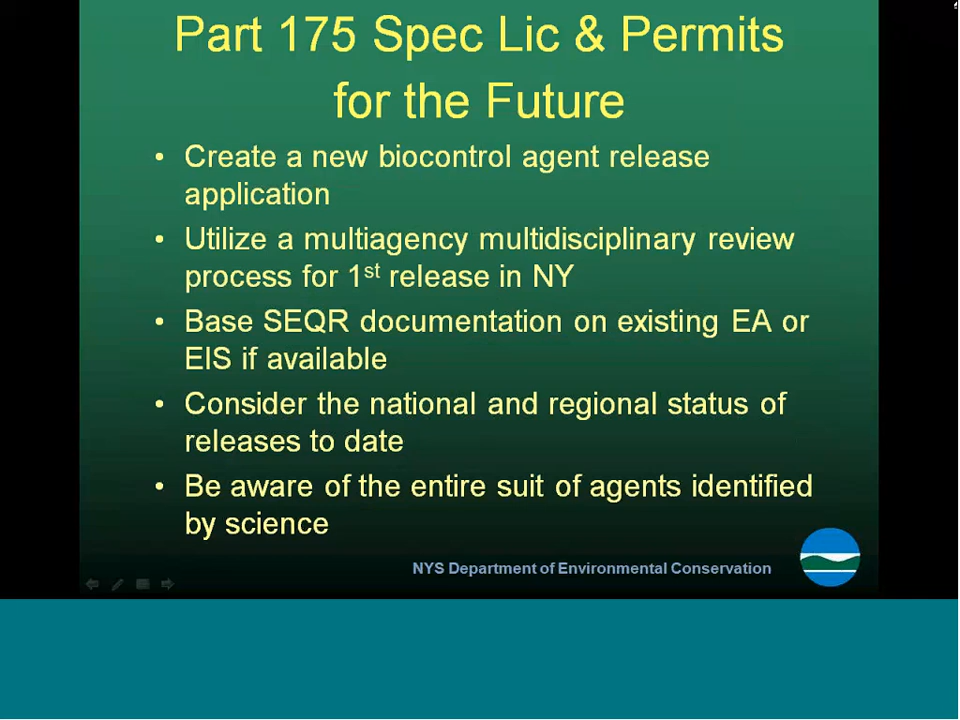 Part 175 Spec Lic & Permits
for the Future
• Create a new biocontrol agent release
application
• Utilize a multiagency multidisciplinary review
process for 1st release in NY
• Base SEQR documentation on existing EA or
EIS if available
• Consider the national and regional status of
releases to date
• Be aware of the entire suit of agents identified
by science
NYS Department of Environmental Conservation